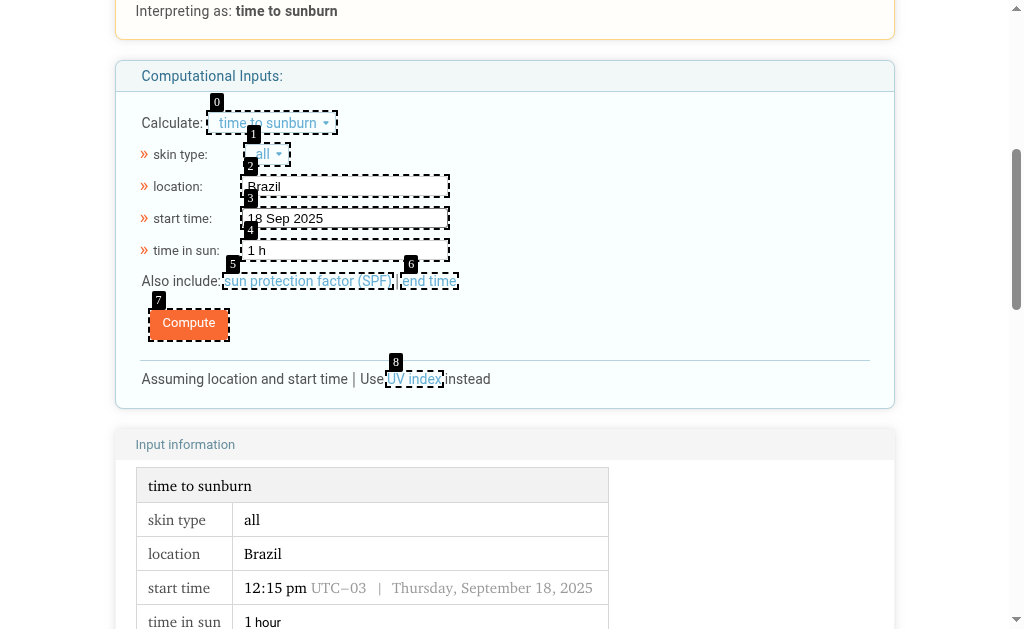 Interpreting as: time to sunburn
Computational Inputs:
0
Calculate: time to sunburn
1
» skin type: all
2
» location: Brazil
3
» start time: 18 Sep 2025
4
» time in sun: 1 h
5 6
Also include: sun protection factor (SPF) | end time
7
Compute
8
Assuming location and start time | Use UV index instead
Input information
time to sunburn
skin type all
location Brazil
start time 12:15 pm UTC−03 | Thursday, September 18, 2025
time in sun 1 hour